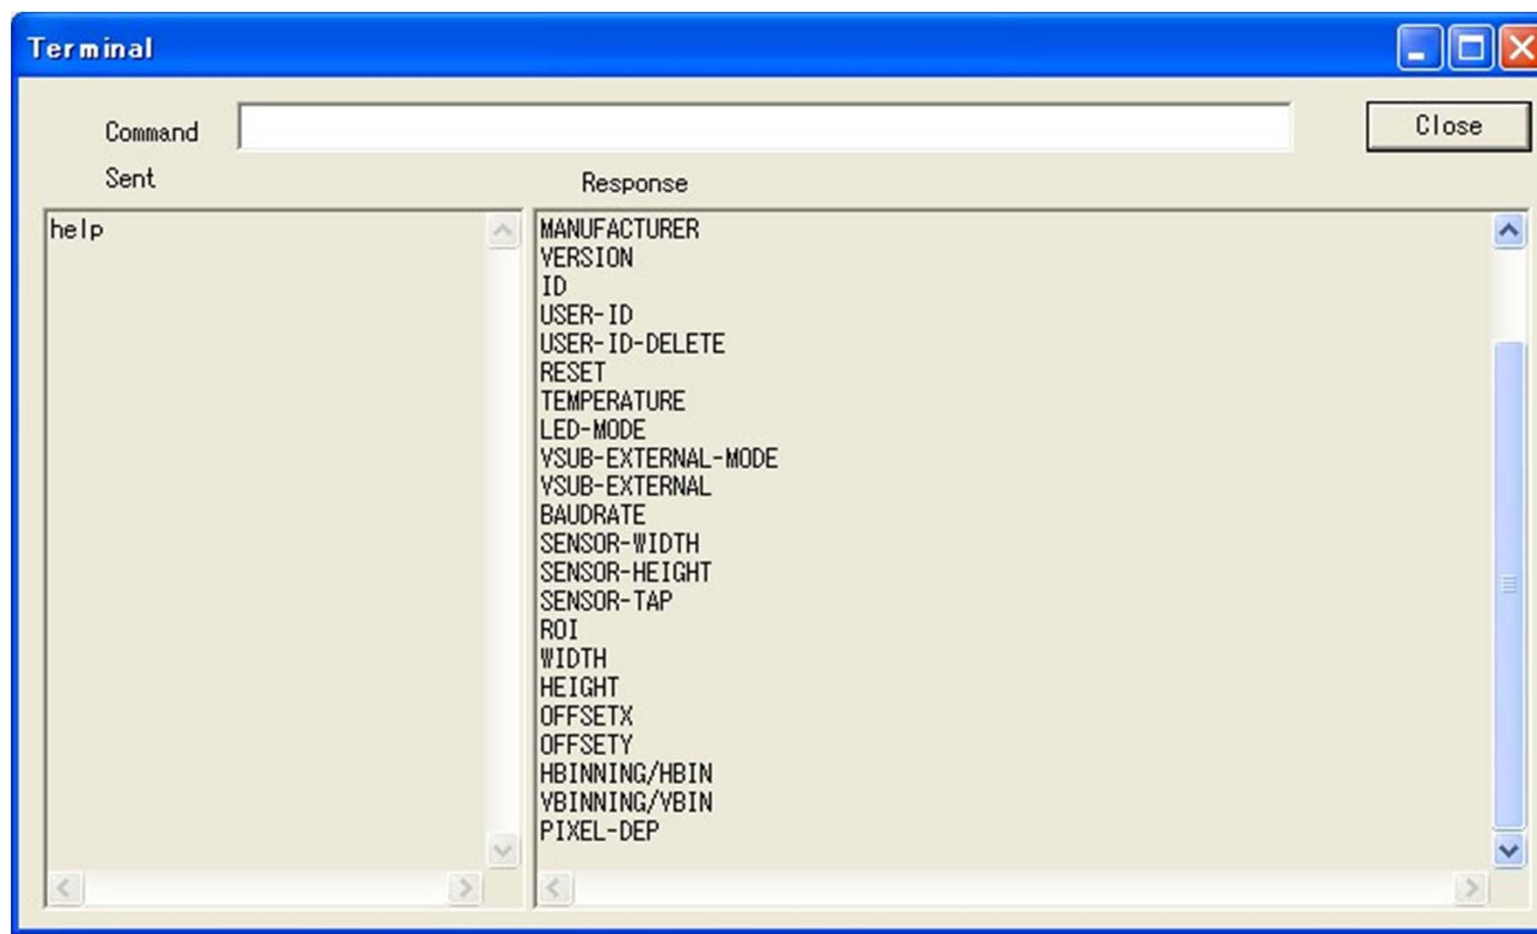 Terminal
Command
Close
Sent
Response
help
MANUFACTURER
VERSION
ID
USER-ID
USER-ID-DELETE
RESET
TEMPERATURE
LED-MODE
VSUB-EXTERNAL-MODE
VSUB-EXTERNAL
BAUDRATE
SENSOR-WIDTH
SENSOR-HEIGHT
SENSOR-TAP
ROI
WIDTH
HEIGHT
OFFSETX
OFFSETY
HBINNING/HBIN
VBINNING/VBIN
PIXEL-DEP